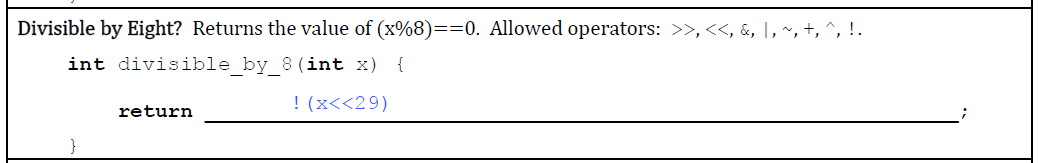 Divisible by Eight? Returns the value of (x%8)==0. Allowed operators: >>, <<, &, |, ~, +, ^, !.
int divisible_by_8(int x) {
return !(x<<29) ;
}